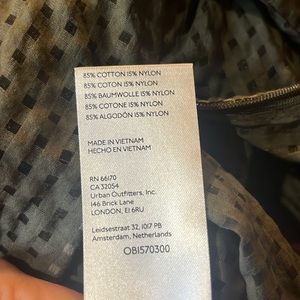 85% COTTON 15% NYLON
85% COTON 15% NYLON
85% BAUMWOLLE 15% NYLON
85% COTONE 15% NYLON
85% ALGODÓN 15% NYLON
MADE IN VIETNAM
HECHO EN VIETNAM
RN 66170
CA 32054
Urban Outfitters, Inc.
146 Brick Lane
LONDON, E1 6RU
Leidsestraat 32, 1017 PB
Amsterdam, Netherlands
OB1570300